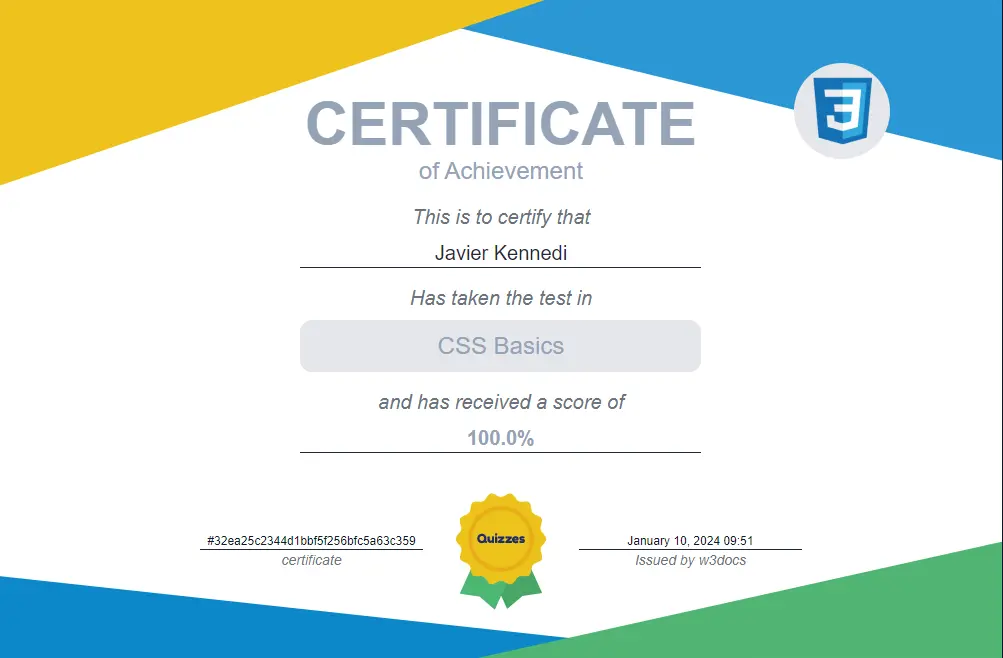 CERTIFICATE
of Achievement
This is to certify that
Javier Kennedi
Has taken the test in
CSS Basics
and has received a score of
100.0%
Quizzes
#32ea25c2344d1bbf5f256bfc5a63c359
certificate
January 10, 2024 09:51
Issued by w3docs